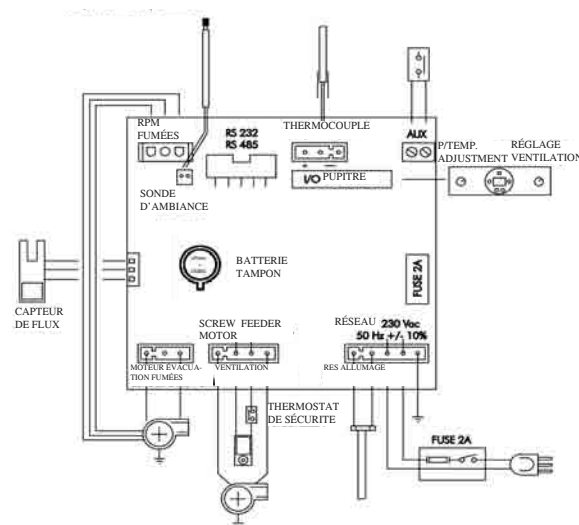 RPM
FUMÉES
RS 232
RS 485
THERMOCOUPLE
AUX
P/TEMP.
ADJUSTMENT
RÉGLAGE
VENTILATION
I/O PUPITRE
SONDE
D'AMBIANCE
BATTERIE
TAMPON
FUSE 2A
CAPTEUR
DE FLUX
SCREW FEEDER
MOTOR
RÉSEAU 230 Vac
50 Hz +/- 10%
MOTEUR ÉVACUA-
TION FUMÉES
VENTILATION
RES ALLUMAGE
THERMOSTAT
DE SÉCURITE
FUSE 2A